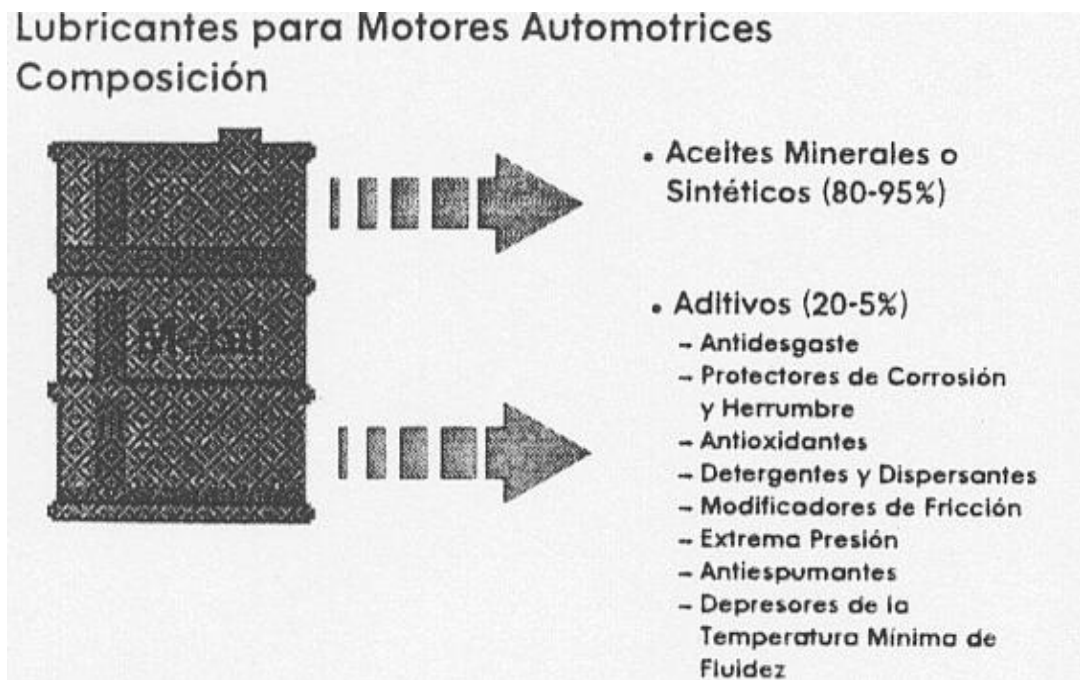 Lubricantes para Motores Automotrices
Composición
• Aceites Minerales o
Sintéticos (80-95%)
Mobil
• Aditivos (20-5%)
- Antidesgaste
- Protectores de Corrosión
y Herrumbre
- Antioxidantes
- Detergentes y Dispersantes
- Modificadores de Fricción
- Extrema Presión
- Antiespumantes
- Depresores de la
Temperatura Mínima de
Fluidez